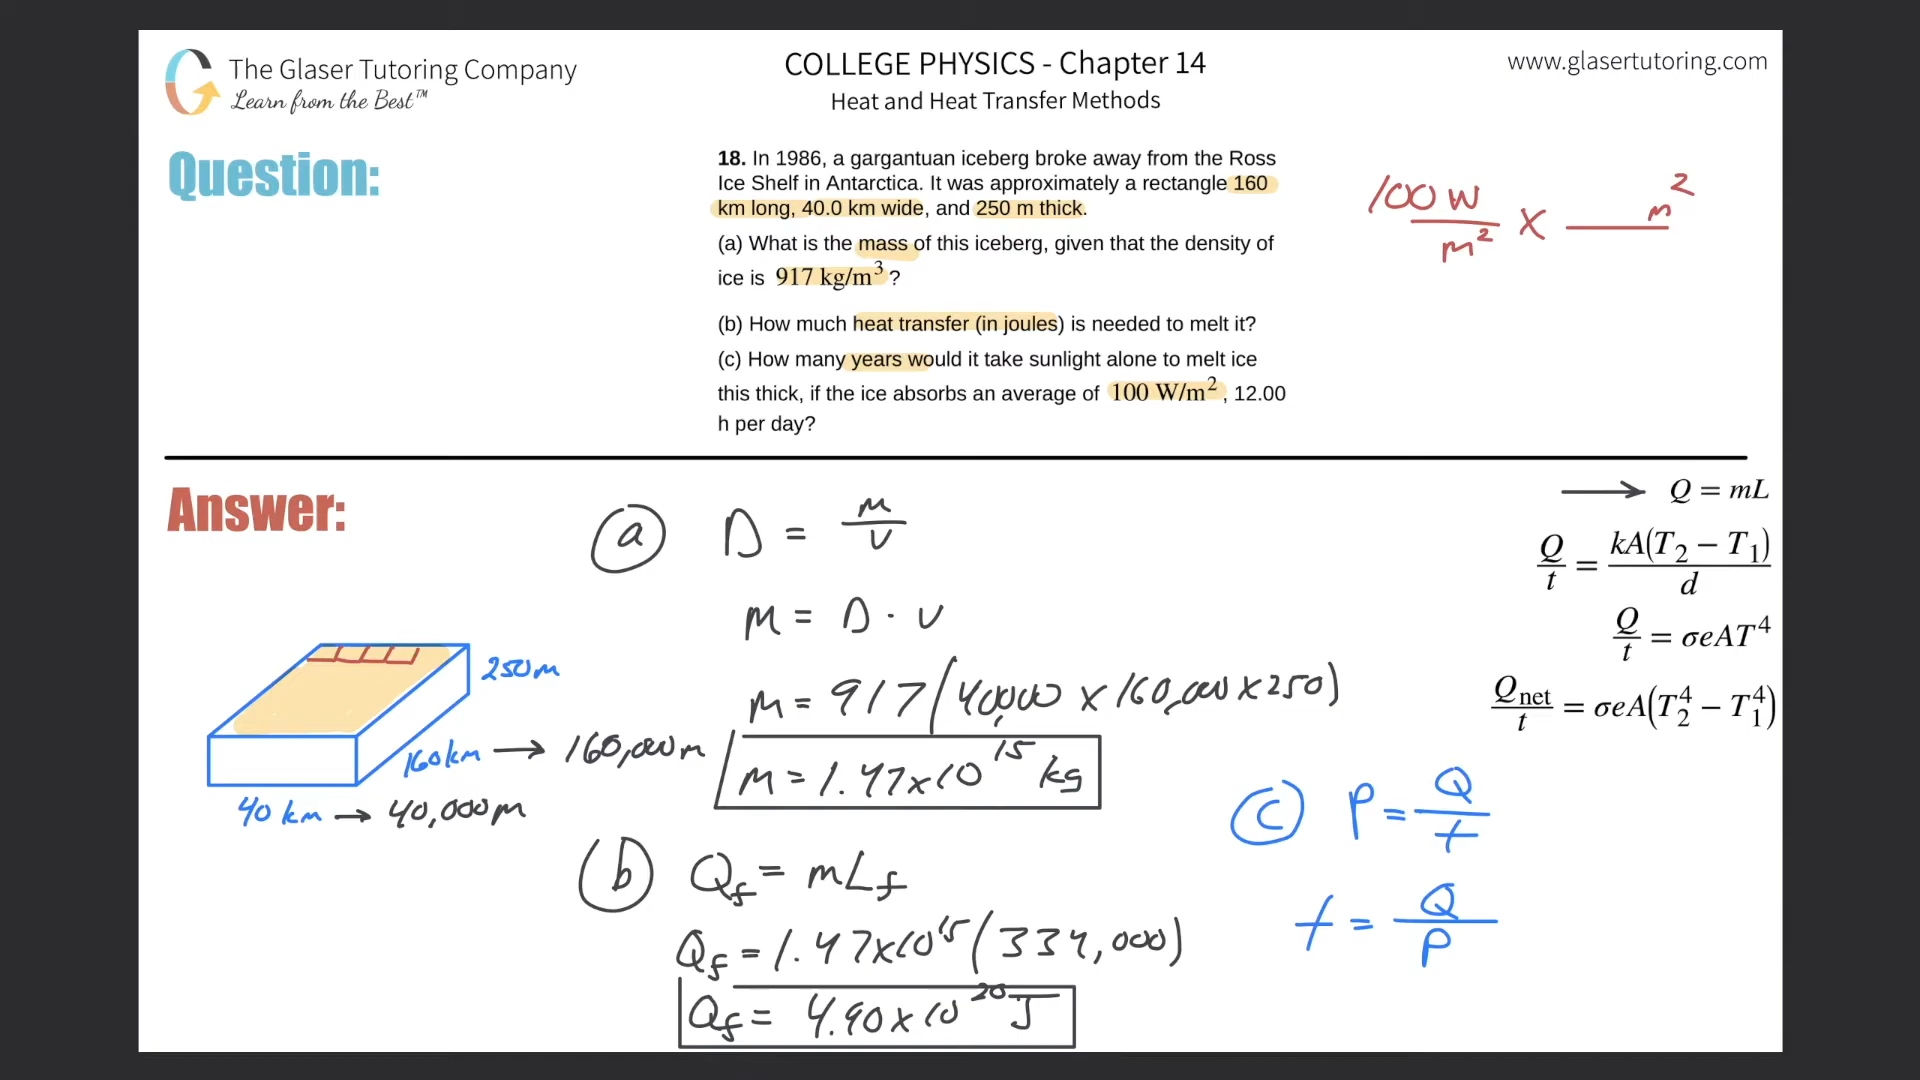 The Glaser Tutoring Company
Learn from the Best™
COLLEGE PHYSICS - Chapter 14
Heat and Heat Transfer Methods
www.glasertutoring.com
Question:
18. In 1986, a gargantuan iceberg broke away from the Ross
Ice Shelf in Antarctica. It was approximately a rectangle 160
km long, 40.0 km wide, and 250 m thick.
(a) What is the mass of this iceberg, given that the density of
ice is 917 kg/m³ ?
(b) How much heat transfer (in joules) is needed to melt it?
(c) How many years would it take sunlight alone to melt ice
this thick, if the ice absorbs an average of 100 W/m², 12.00
h per day?
100 W/m² × ___ m²
Answer:
250m
160km → 160,000m
40 km → 40,000m
(a) D = m/V
m = D · V
m = 917(40,000 × 160,000 × 250)
m = 1.47×10¹⁵ kg
(b) Qf = mLf
Qf = 1.47×10¹⁵(334,000)
Qf = 4.90×10²⁰ J
→ Q = mL
Q/t = kA(T₂ − T₁)/d
Q/t = σeAT⁴
Qnet/t = σeA(T₂⁴ − T₁⁴)
(c) P = Q/t
t = Q/P